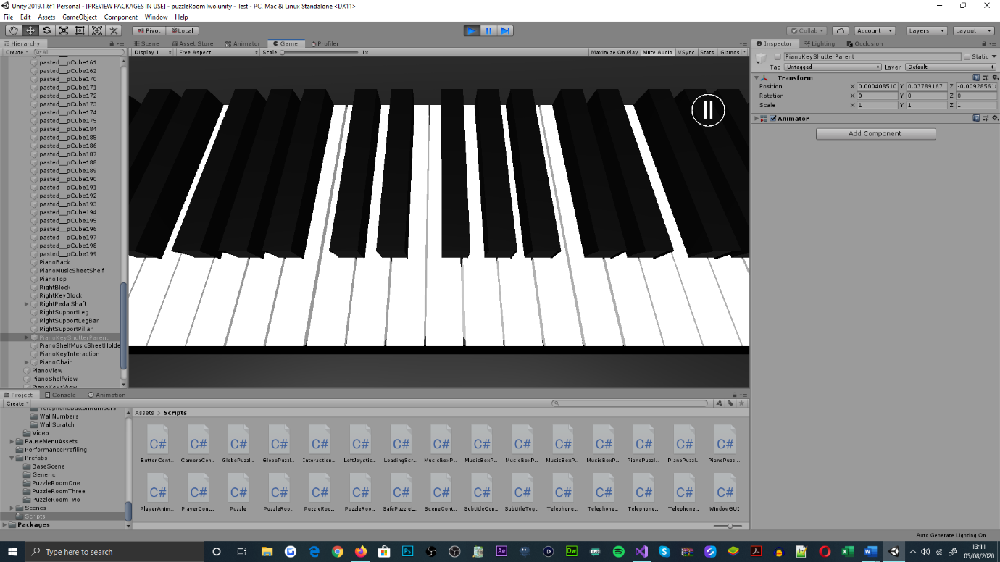 Unity 2019.1.6f1 Personal - [PREVIEW PACKAGES IN USE] - puzzleRoomTwo.unity - Test - PC, Mac & Linux Standalone <DX11>
File Edit Assets GameObject Component Window Help
Pivot Local Collab Account Layers Layout
Hierarchy Scene Asset Store Animator Game Profiler Inspector Lighting Occlusion
Create All Display 1 Free Aspect Scale 1x Maximize On Play Mute Audio VSync Stats Gizmos
PianoKeyShutterParent Static
Tag Untagged Layer Default
Transform
Position X 0.000408510 Y 0.03789167 Z -0.009285618
Rotation X 0 Y 0 Z 0
Scale X 1 Y 1 Z 1
Animator
Add Component
pasted__pCube161
pasted__pCube162
pasted__pCube170
pasted__pCube171
pasted__pCube172
pasted__pCube173
pasted__pCube174
pasted__pCube175
pasted__pCube184
pasted__pCube185
pasted__pCube186
pasted__pCube187
pasted__pCube188
pasted__pCube189
pasted__pCube190
pasted__pCube191
pasted__pCube192
pasted__pCube193
pasted__pCube194
pasted__pCube195
pasted__pCube196
pasted__pCube197
pasted__pCube198
pasted__pCube199
PianoBack
PianoMusicSheetShelf
PianoTop
RightBlock
RightKeyBlock
RightPedalShaft
RightSupportLeg
RightSupportLegBar
RightSupportPillar
PianoKeyShutterParent
PianoShelfMusicSheetHolde
PianoKeyInteraction
PianoChair
PianoView
PianoShelfView
PianoKeysView
Project Console Animation
Create
TelephoneButtonNumbers
WallNumbers
WallScratch
Video
PauseMenuAssets
PerformanceProfiling
Prefabs
BaseScene
Generic
PuzzleRoomOne
PuzzleRoomThree
PuzzleRoomTwo
Scenes
Scripts
Packages
Assets > Scripts
C# C# C# C# C# C# C# C# C# C# C# C# C# C# C#
ButtonCont... CameraCon... GlobePuzzl... GlobePuzzl... Interaction... LeftJoystic... LoadingScr... MusicBoxP... MusicBoxP... MusicBoxP... MusicBoxP... MusicBoxP... PianoPuzzl... PianoPuzzl... PianoPuzzl...
C# C# C# C# C# C# C# C# C# C# C# C# C# C# C#
PlayerAnim... PlayerCont... Puzzle PuzzleRoo... PuzzleRoo... SafePuzzleL... SceneCont... SubtitleCon... SubtitleTog... Telephone... Telephone... Telephone... Telephone... Telephone... WindowGUI
Auto Generate Lighting On
Type here to search
Ps Ae Dw
13:11
05/08/2020